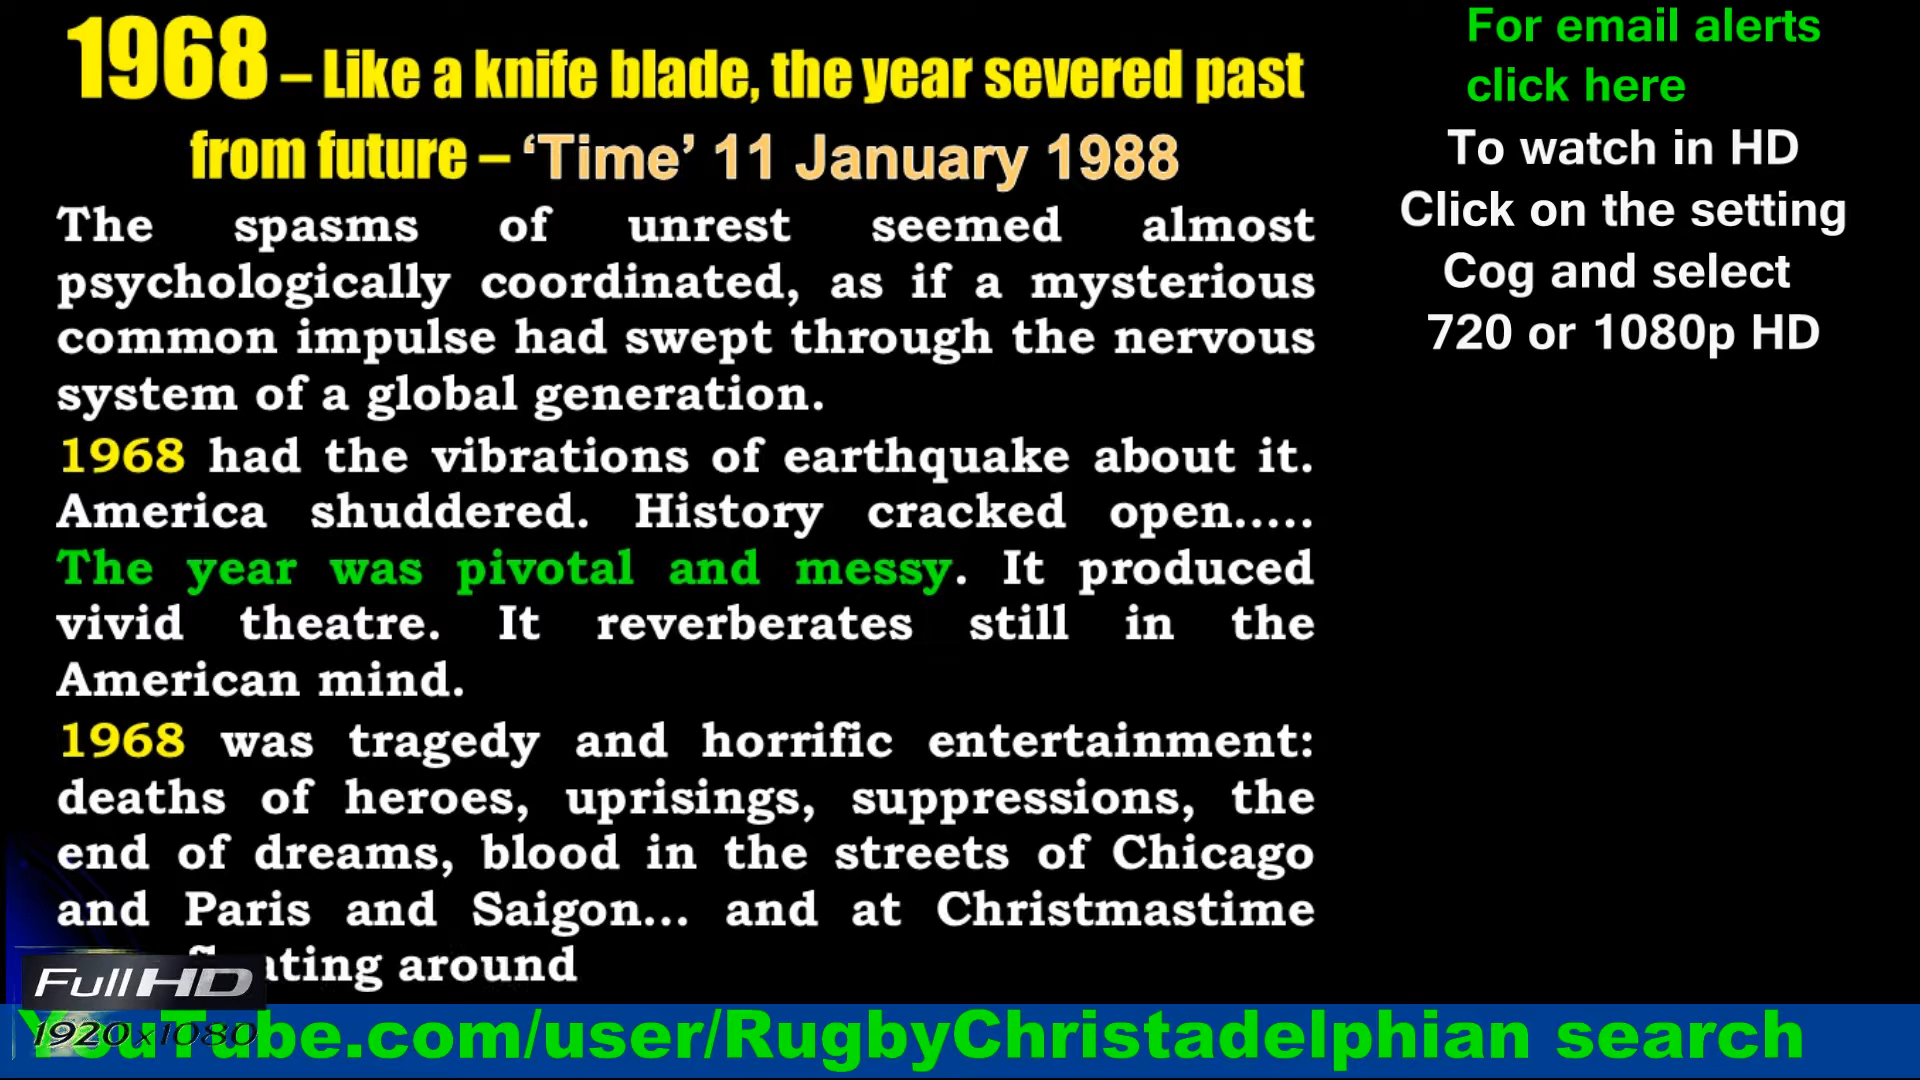 1968 – Like a knife blade, the year severed past
from future – ‘Time’ 11 January 1988
The spasms of unrest seemed almost
psychologically coordinated, as if a mysterious
common impulse had swept through the nervous
system of a global generation.
1968 had the vibrations of earthquake about it.
America shuddered. History cracked open.....
The year was pivotal and messy. It produced
vivid theatre. It reverberates still in the
American mind.
1968 was tragedy and horrific entertainment:
deaths of heroes, uprisings, suppressions, the
end of dreams, blood in the streets of Chicago
and Paris and Saigon... and at Christmastime
around
For email alerts
click here
To watch in HD
Click on the setting
Cog and select
720 or 1080p HD
Full HD
1920x1080
YouTube.com/user/RugbyChristadelphian search